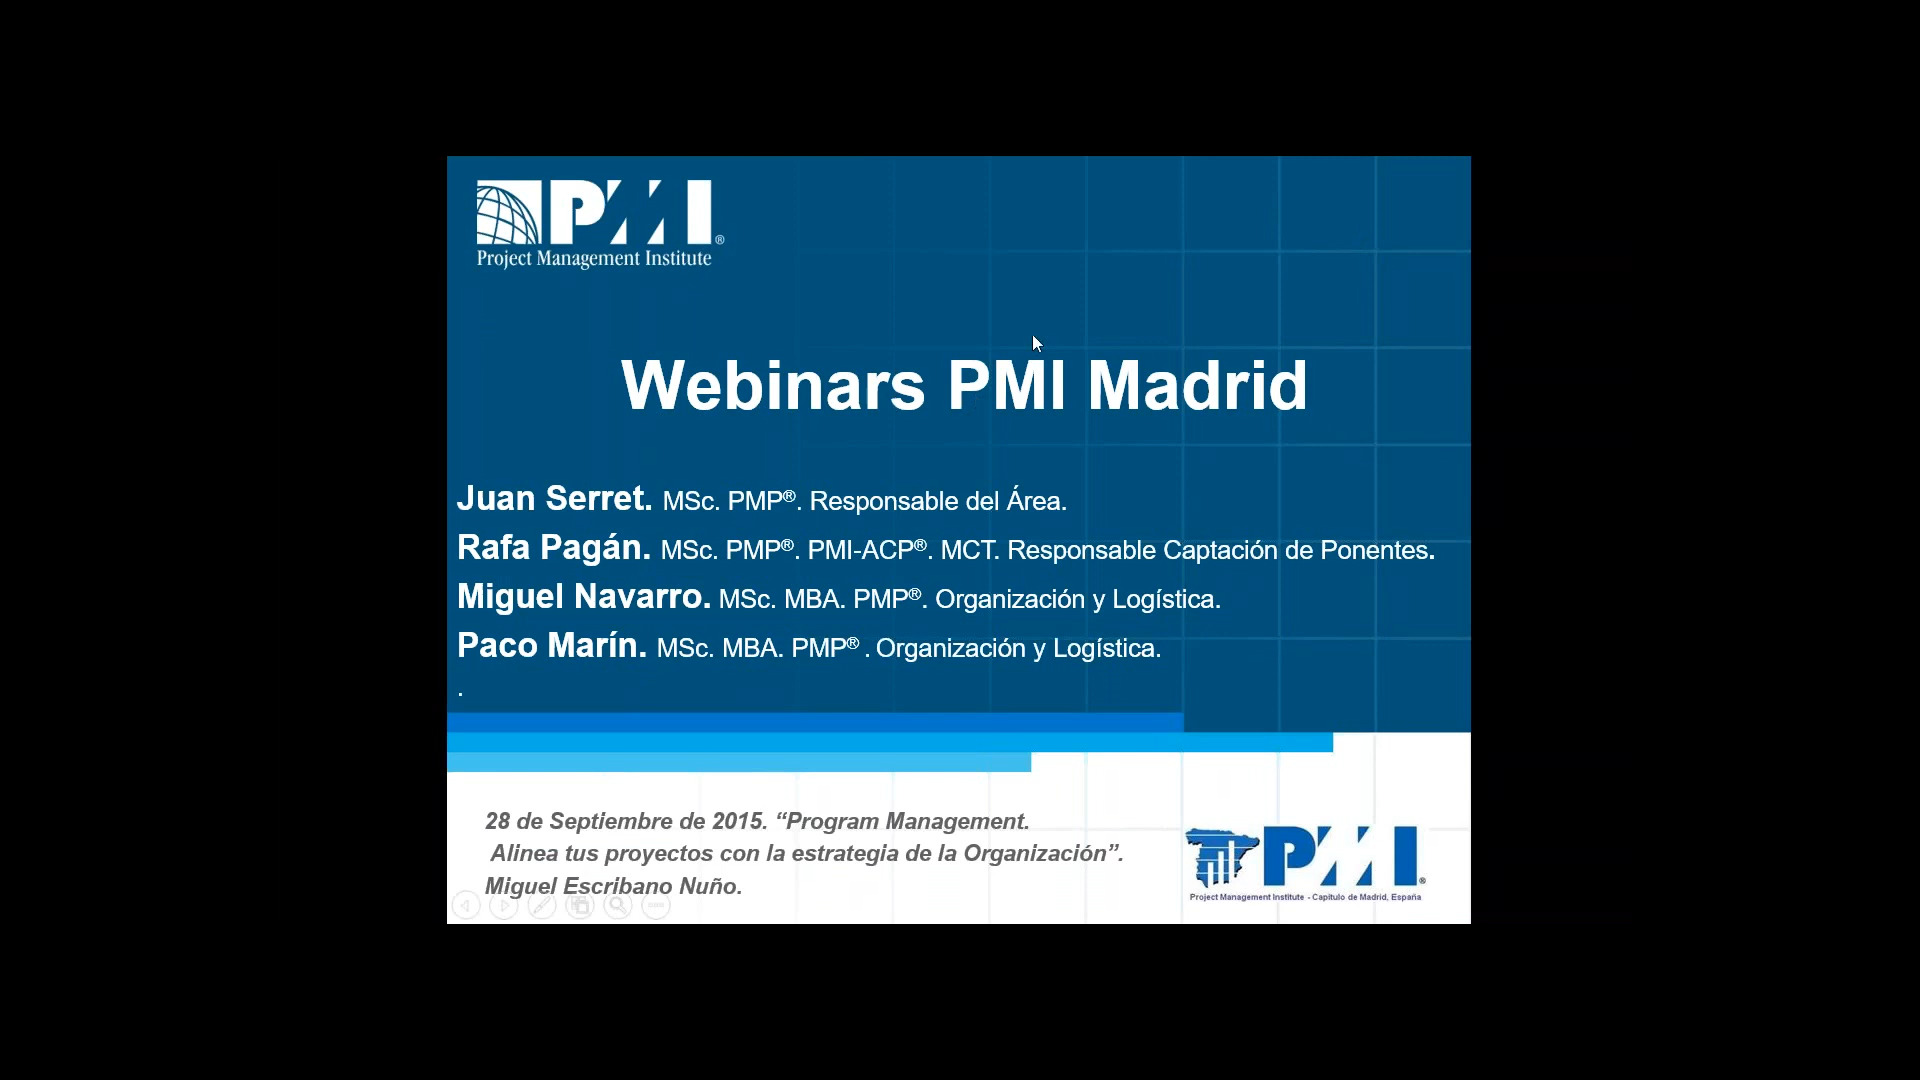 PMI®
Project Management Institute
Webinars PMI Madrid
Juan Serret. MSc. PMP®. Responsable del Área.
Rafa Pagán. MSc. PMP®. PMI-ACP®. MCT. Responsable Captación de Ponentes.
Miguel Navarro. MSc. MBA. PMP®. Organización y Logística.
Paco Marín. MSc. MBA. PMP® . Organización y Logística.
.
28 de Septiembre de 2015. “Program Management.
Alinea tus proyectos con la estrategia de la Organización”.
Miguel Escribano Nuño.
PMI®
Project Management Institute - Capítulo de Madrid, España